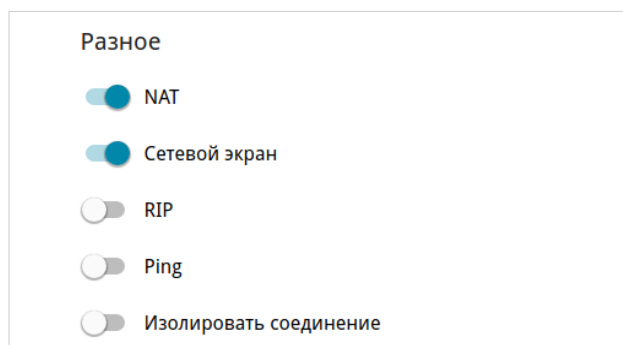 Разное
NAT
Сетевой экран
RIP
Ping
Изолировать соединение